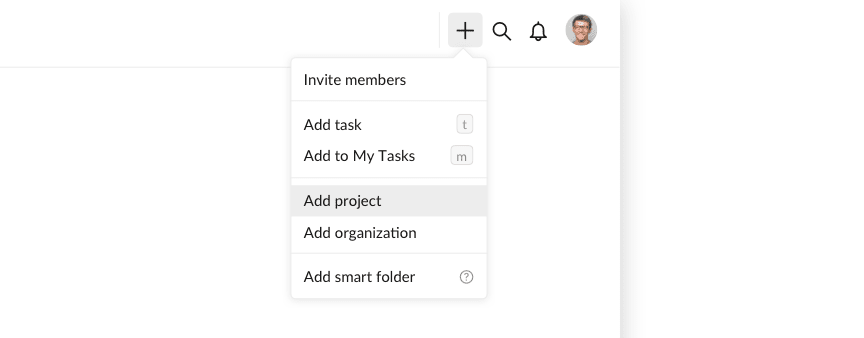 Invite members
Add task t
Add to My Tasks m
Add project
Add organization
Add smart folder ?